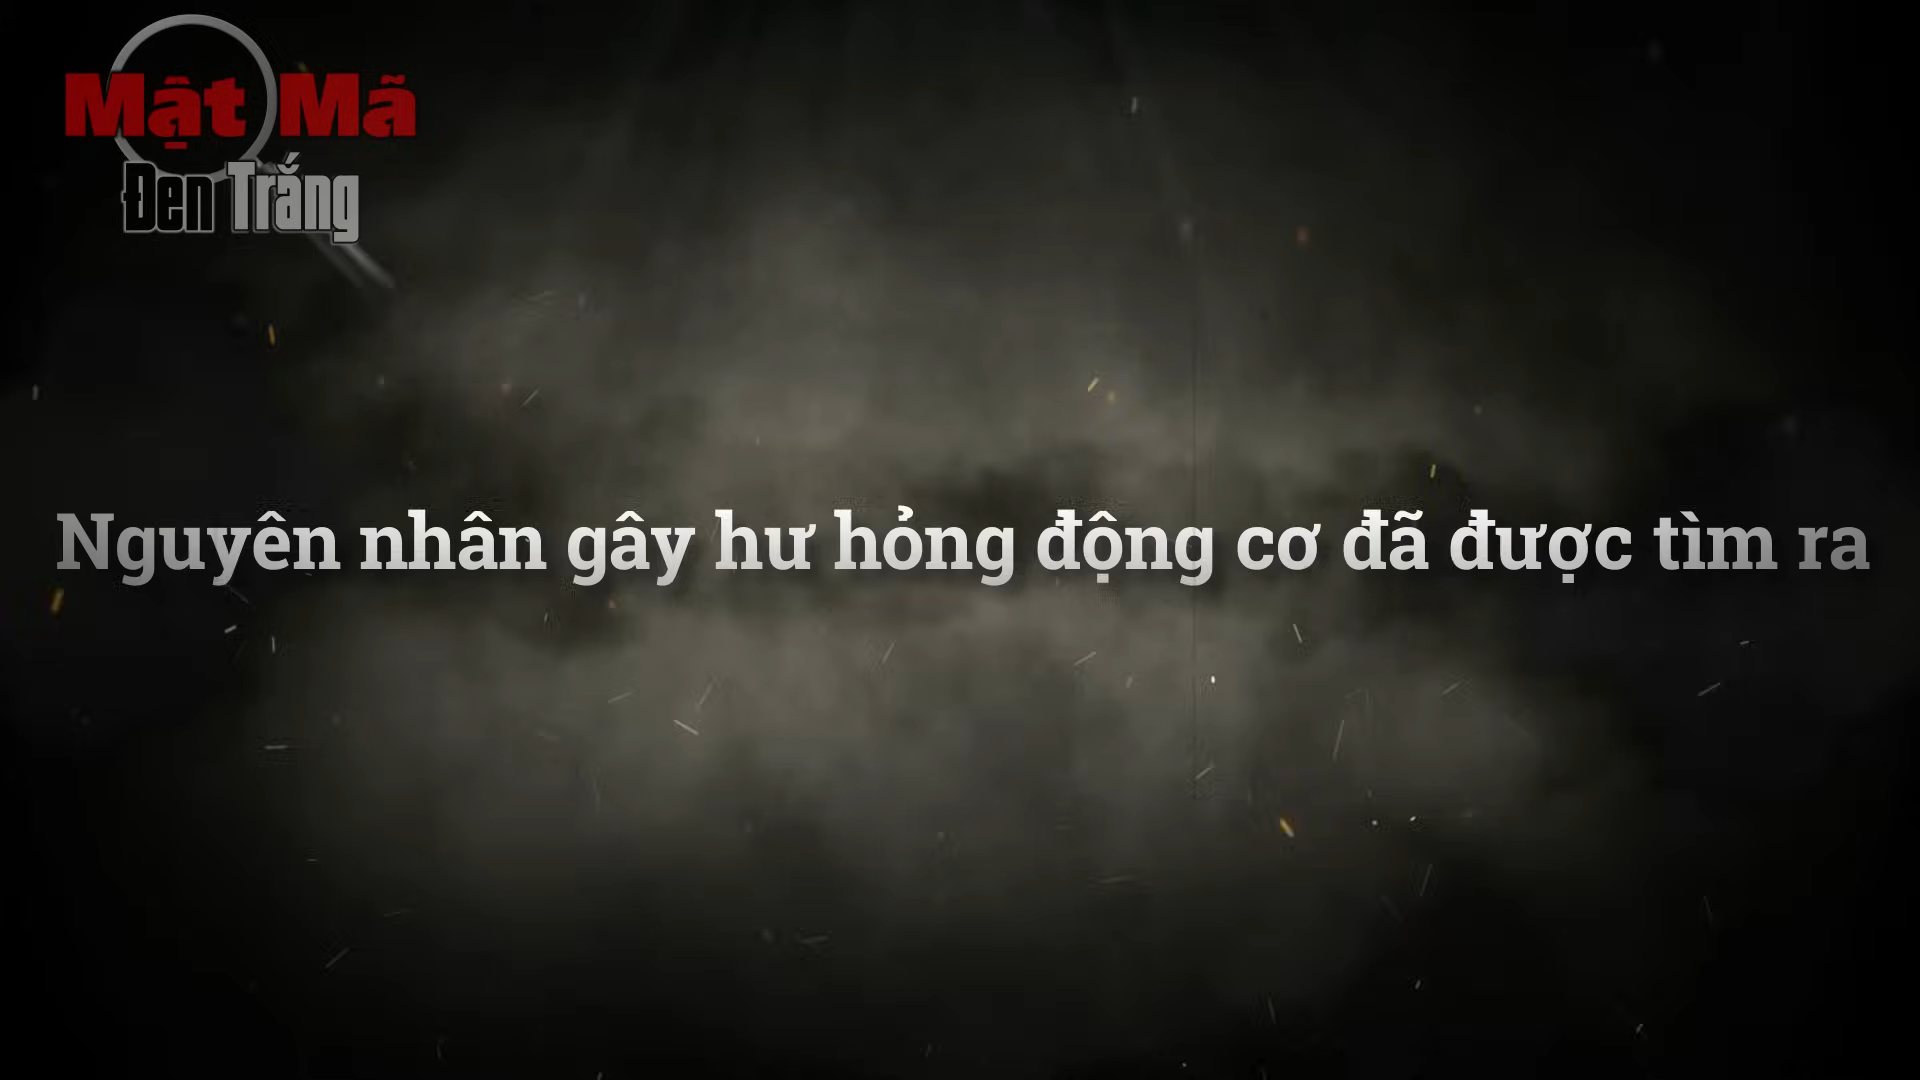 Mật Mã
Đen Trắng
Nguyên nhân gây hư hỏng động cơ đã được tìm ra